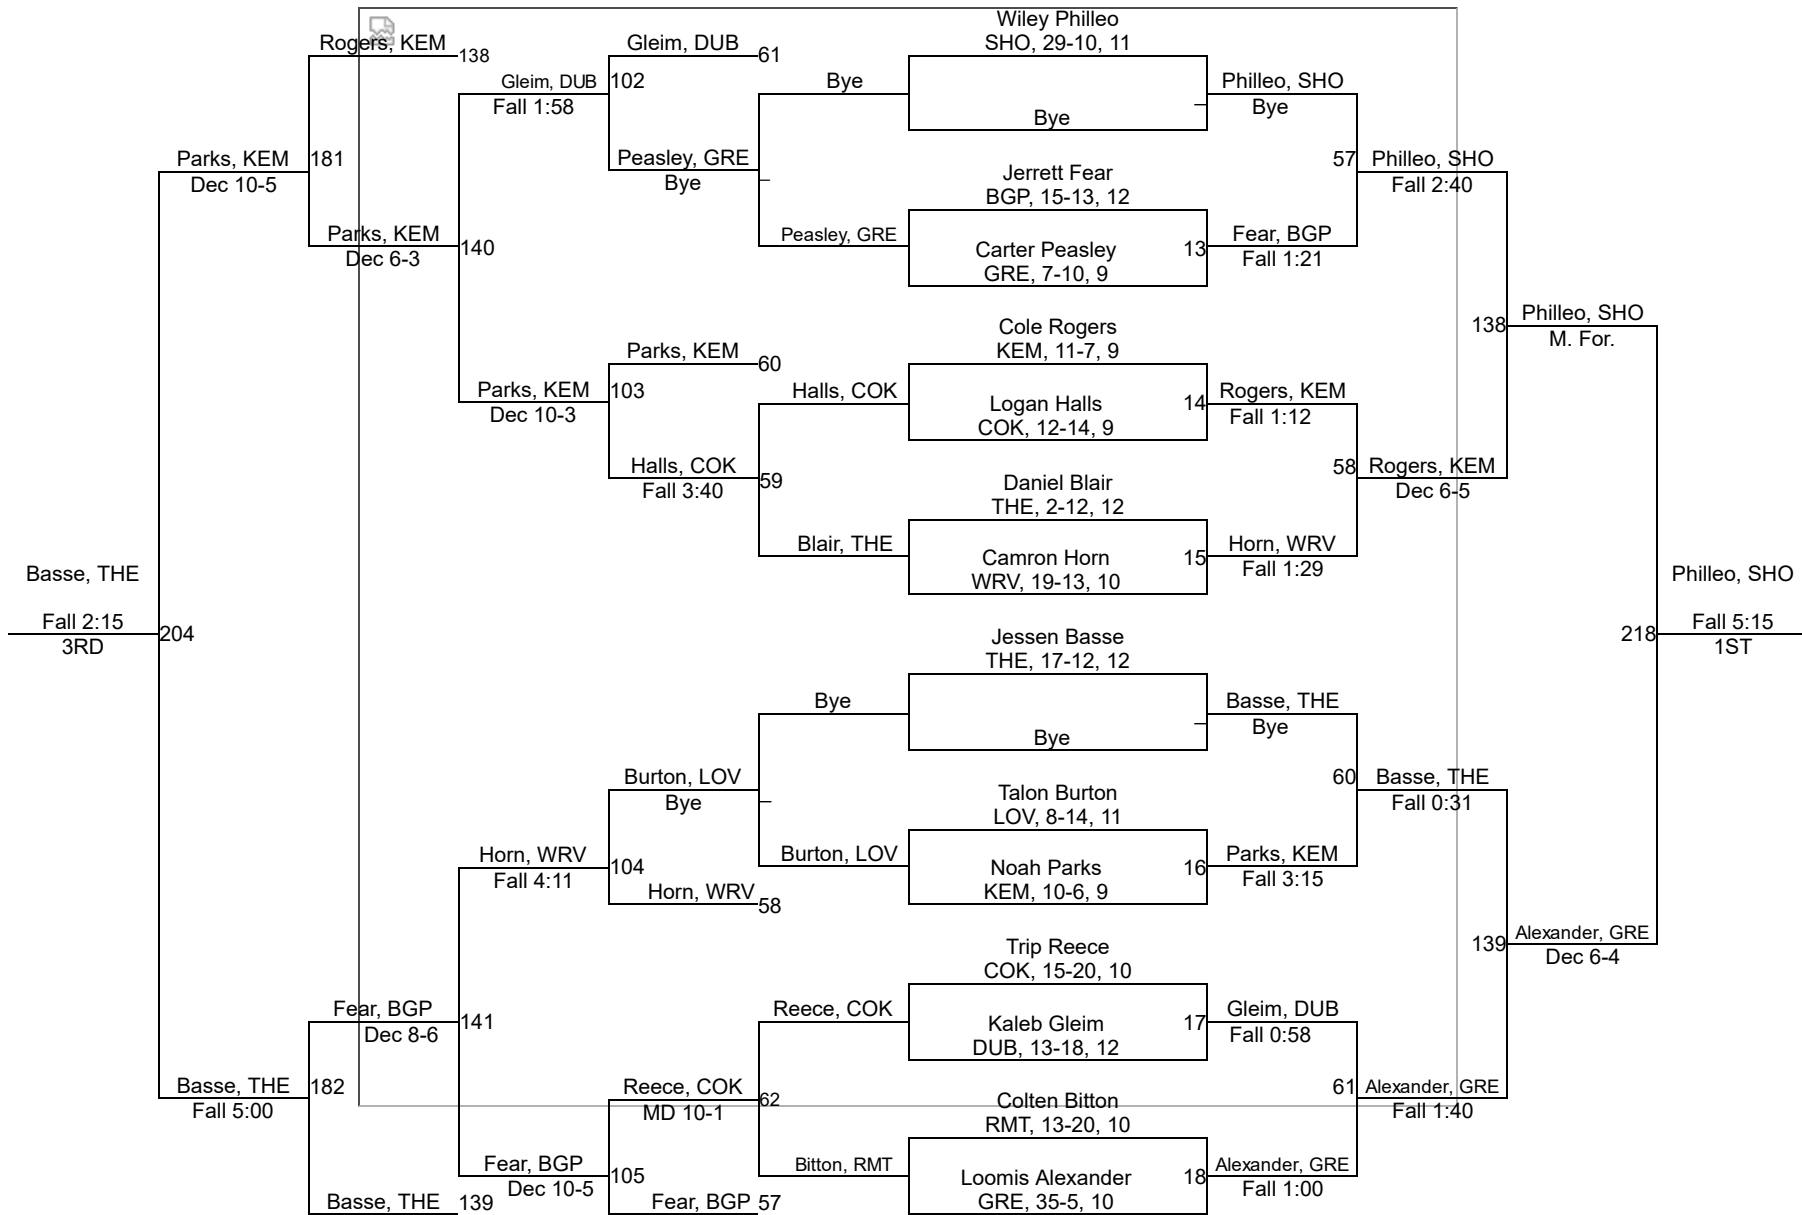 Wiley Philleo
SHO, 29-10, 11
Rogers, KEM
138
Gleim, DUB
61
Gleim, DUB
102
Fall 1:58
Bye
Philleo, SHO
Bye
Bye
Parks, KEM
181
Dec 10-5
Peasley, GRE
Bye
57
Philleo, SHO
Fall 2:40
Jerrett Fear
BGP, 15-13, 12
Parks, KEM
140
Dec 6-3
Peasley, GRE
Carter Peasley
GRE, 7-10, 9
13
Fear, BGP
Fall 1:21
Cole Rogers
KEM, 11-7, 9
138
Philleo, SHO
M. For.
Parks, KEM
60
Parks, KEM
103
Dec 10-3
Halls, COK
Logan Halls
COK, 12-14, 9
14
Rogers, KEM
Fall 1:12
Halls, COK
59
Fall 3:40
58
Rogers, KEM
Dec 6-5
Daniel Blair
THE, 2-12, 12
Blair, THE
Camron Horn
WRV, 19-13, 10
15
Horn, WRV
Fall 1:29
Basse, THE
Fall 2:15
3RD
204
Philleo, SHO
218
Fall 5:15
1ST
Jessen Basse
THE, 17-12, 12
Bye
Bye
Basse, THE
Bye
Burton, LOV
Bye
60
Basse, THE
Fall 0:31
Talon Burton
LOV, 8-14, 11
Horn, WRV
104
Fall 4:11
Burton, LOV
Noah Parks
KEM, 10-6, 9
16
Parks, KEM
Fall 3:15
Horn, WRV
58
Trip Reece
COK, 15-20, 10
139
Alexander, GRE
Dec 6-4
Fear, BGP
141
Dec 8-6
Reece, COK
Kaleb Gleim
DUB, 13-18, 12
17
Gleim, DUB
Fall 0:58
Basse, THE
182
Fall 5:00
Reece, COK
62
MD 10-1
61
Alexander, GRE
Fall 1:40
Colten Bitton
RMT, 13-20, 10
Fear, BGP
105
Dec 10-5
Bitton, RMT
Loomis Alexander
GRE, 35-5, 10
18
Alexander, GRE
Fall 1:00
Basse, THE
139
Fear, BGP
57